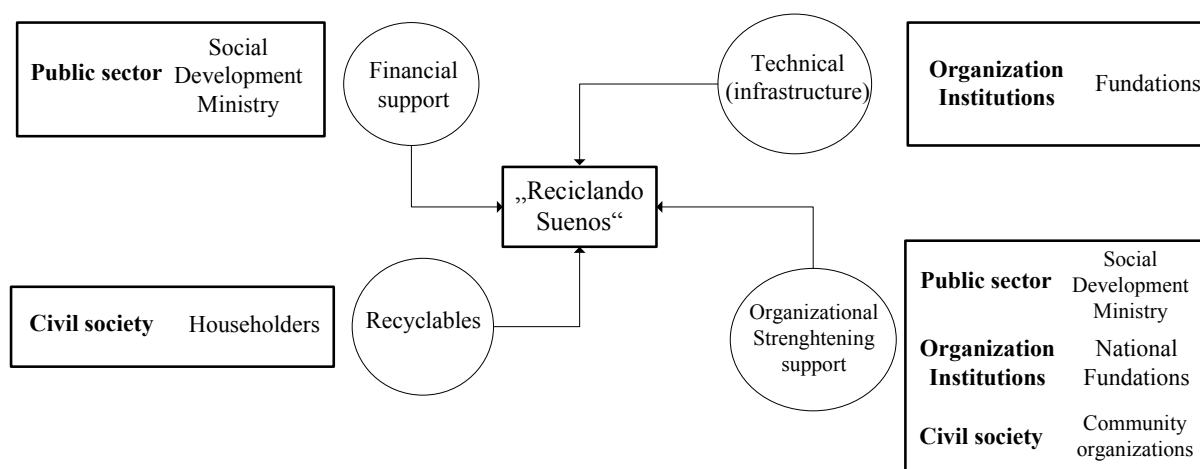 Public sector
Social
Development
Ministry
Financial
support
Technical
(infrastructure)
Organization
Institutions
Fundations
„Reciclando
Suenos“
Civil society
Householders
Recyclables
Organizational
Strenghtening
support
Public sector
Social
Development
Ministry
Organization
Institutions
National
Fundations
Civil society
Community
organizations